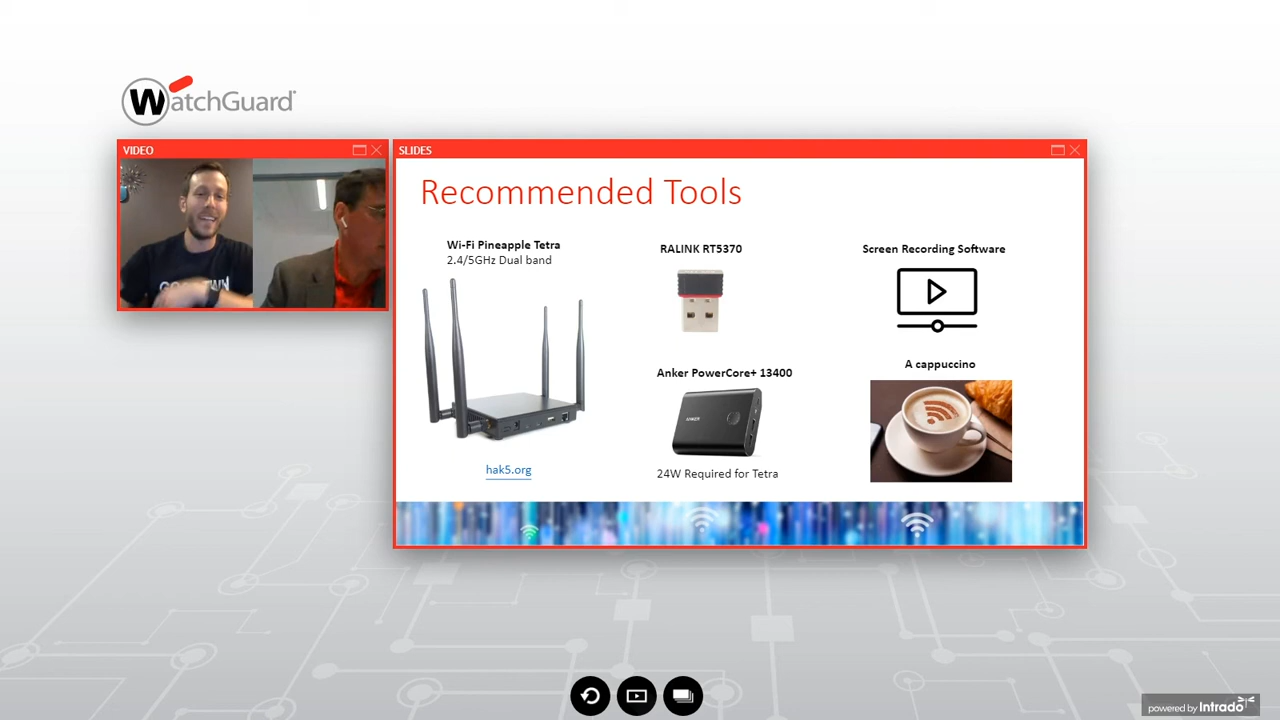 WatchGuard
VIDEO
SLIDES
Recommended Tools
Wi-Fi Pineapple Tetra
2.4/5GHz Dual band
hak5.org
RALINK RT5370
Anker PowerCore+ 13400
ANKER
24W Required for Tetra
Screen Recording Software
A cappuccino
powered by Intrado